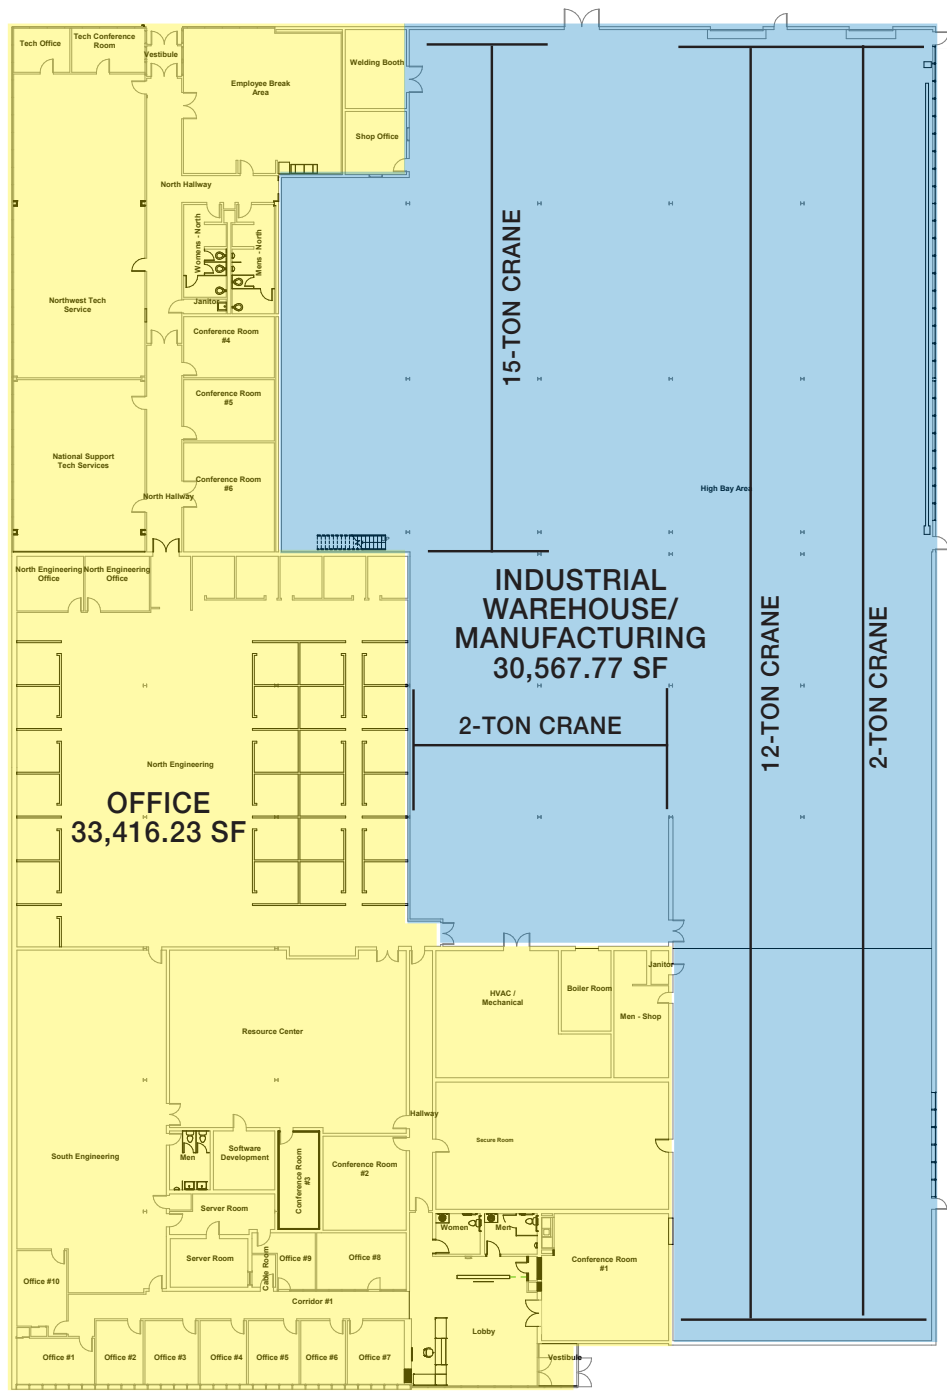 Tech Office
Tech Conference
Room
Vestibule
Employee Break
Area
Welding Booth
Shop Office
North Hallway
Womens - North
Mens - North
Janitor
Northwest Tech
Service
Conference Room
#4
Conference Room
#5
National Support
Tech Services
Conference Room
#6
North Hallway
15-TON CRANE
High Bay Area
North Engineering
Office
North Engineering
Office
INDUSTRIAL
WAREHOUSE/
MANUFACTURING
30,567.77 SF
12-TON CRANE
2-TON CRANE
2-TON CRANE
North Engineering
OFFICE
33,416.23 SF
HVAC /
Mechanical
Boiler Room
Janitor
Men - Shop
Resource Center
Hallway
Secure Room
South Engineering
Men
Software
Development
Conference Room
#3
Conference Room
#2
Server Room
Server Room
Cable Room
Office #9
Office #8
Women
Men
Conference Room
#1
Office #10
Corridor #1
Lobby
Office #1
Office #2
Office #3
Office #4
Office #5
Office #6
Office #7
Vestibule